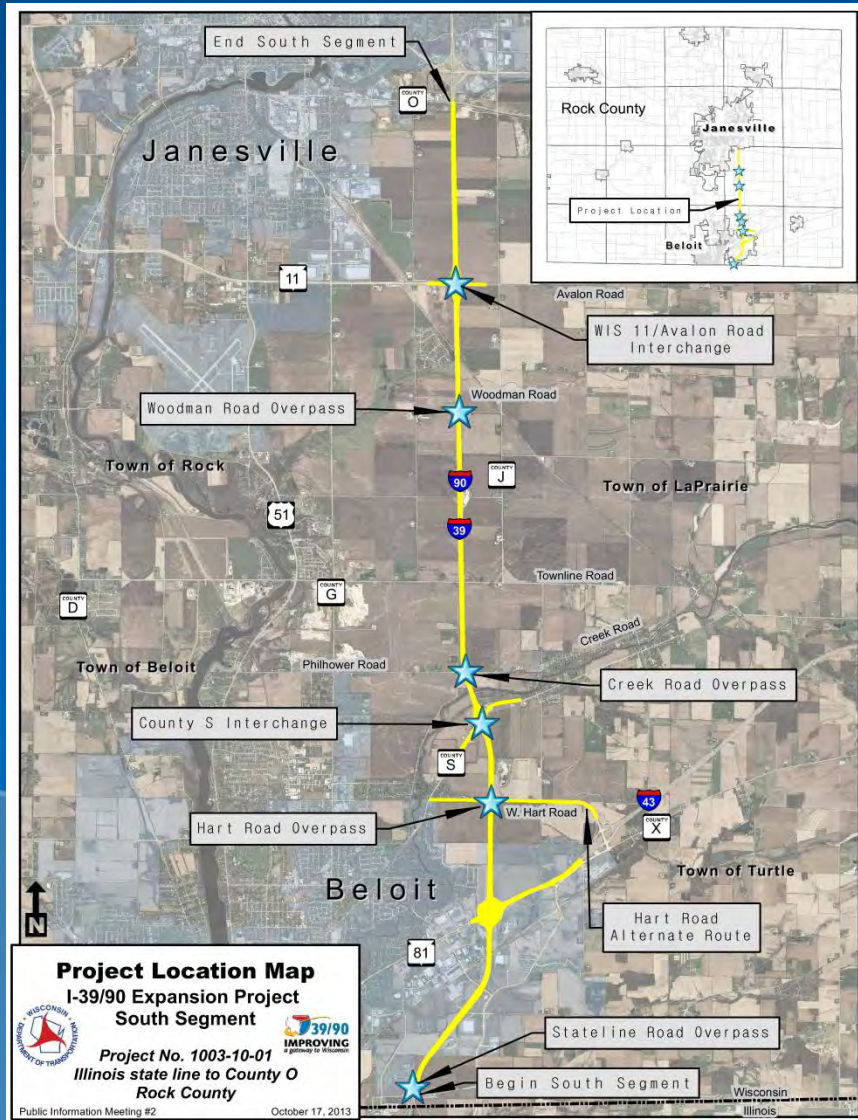 End South Segment
COUNTY
O
Janesville
11
Avalon Road
WIS 11/Avalon Road
Interchange
Woodman Road
Woodman Road Overpass
Town of Rock
90
COUNTY
J
Town of LaPrairie
51
39
Townline Road
COUNTY
D
COUNTY
G
Creek Road
Town of Beloit
Philhower Road
Creek Road Overpass
County S Interchange
COUNTY
S
43
COUNTY
X
Hart Road Overpass
W. Hart Road
Town of Turtle
Beloit
Hart Road
Alternate Route
81
Stateline Road Overpass
Begin South Segment
Wisconsin
Illinois
Rock County
Janesville
Project Location
Beloit
N
Project Location Map
I-39/90 Expansion Project
South Segment
WISCONSIN
DEPARTMENT OF TRANSPORTATION
39/90
IMPROVING
a gateway to Wisconsin
Project No. 1003-10-01
Illinois state line to County O
Rock County
Public Information Meeting #2
October 17, 2013